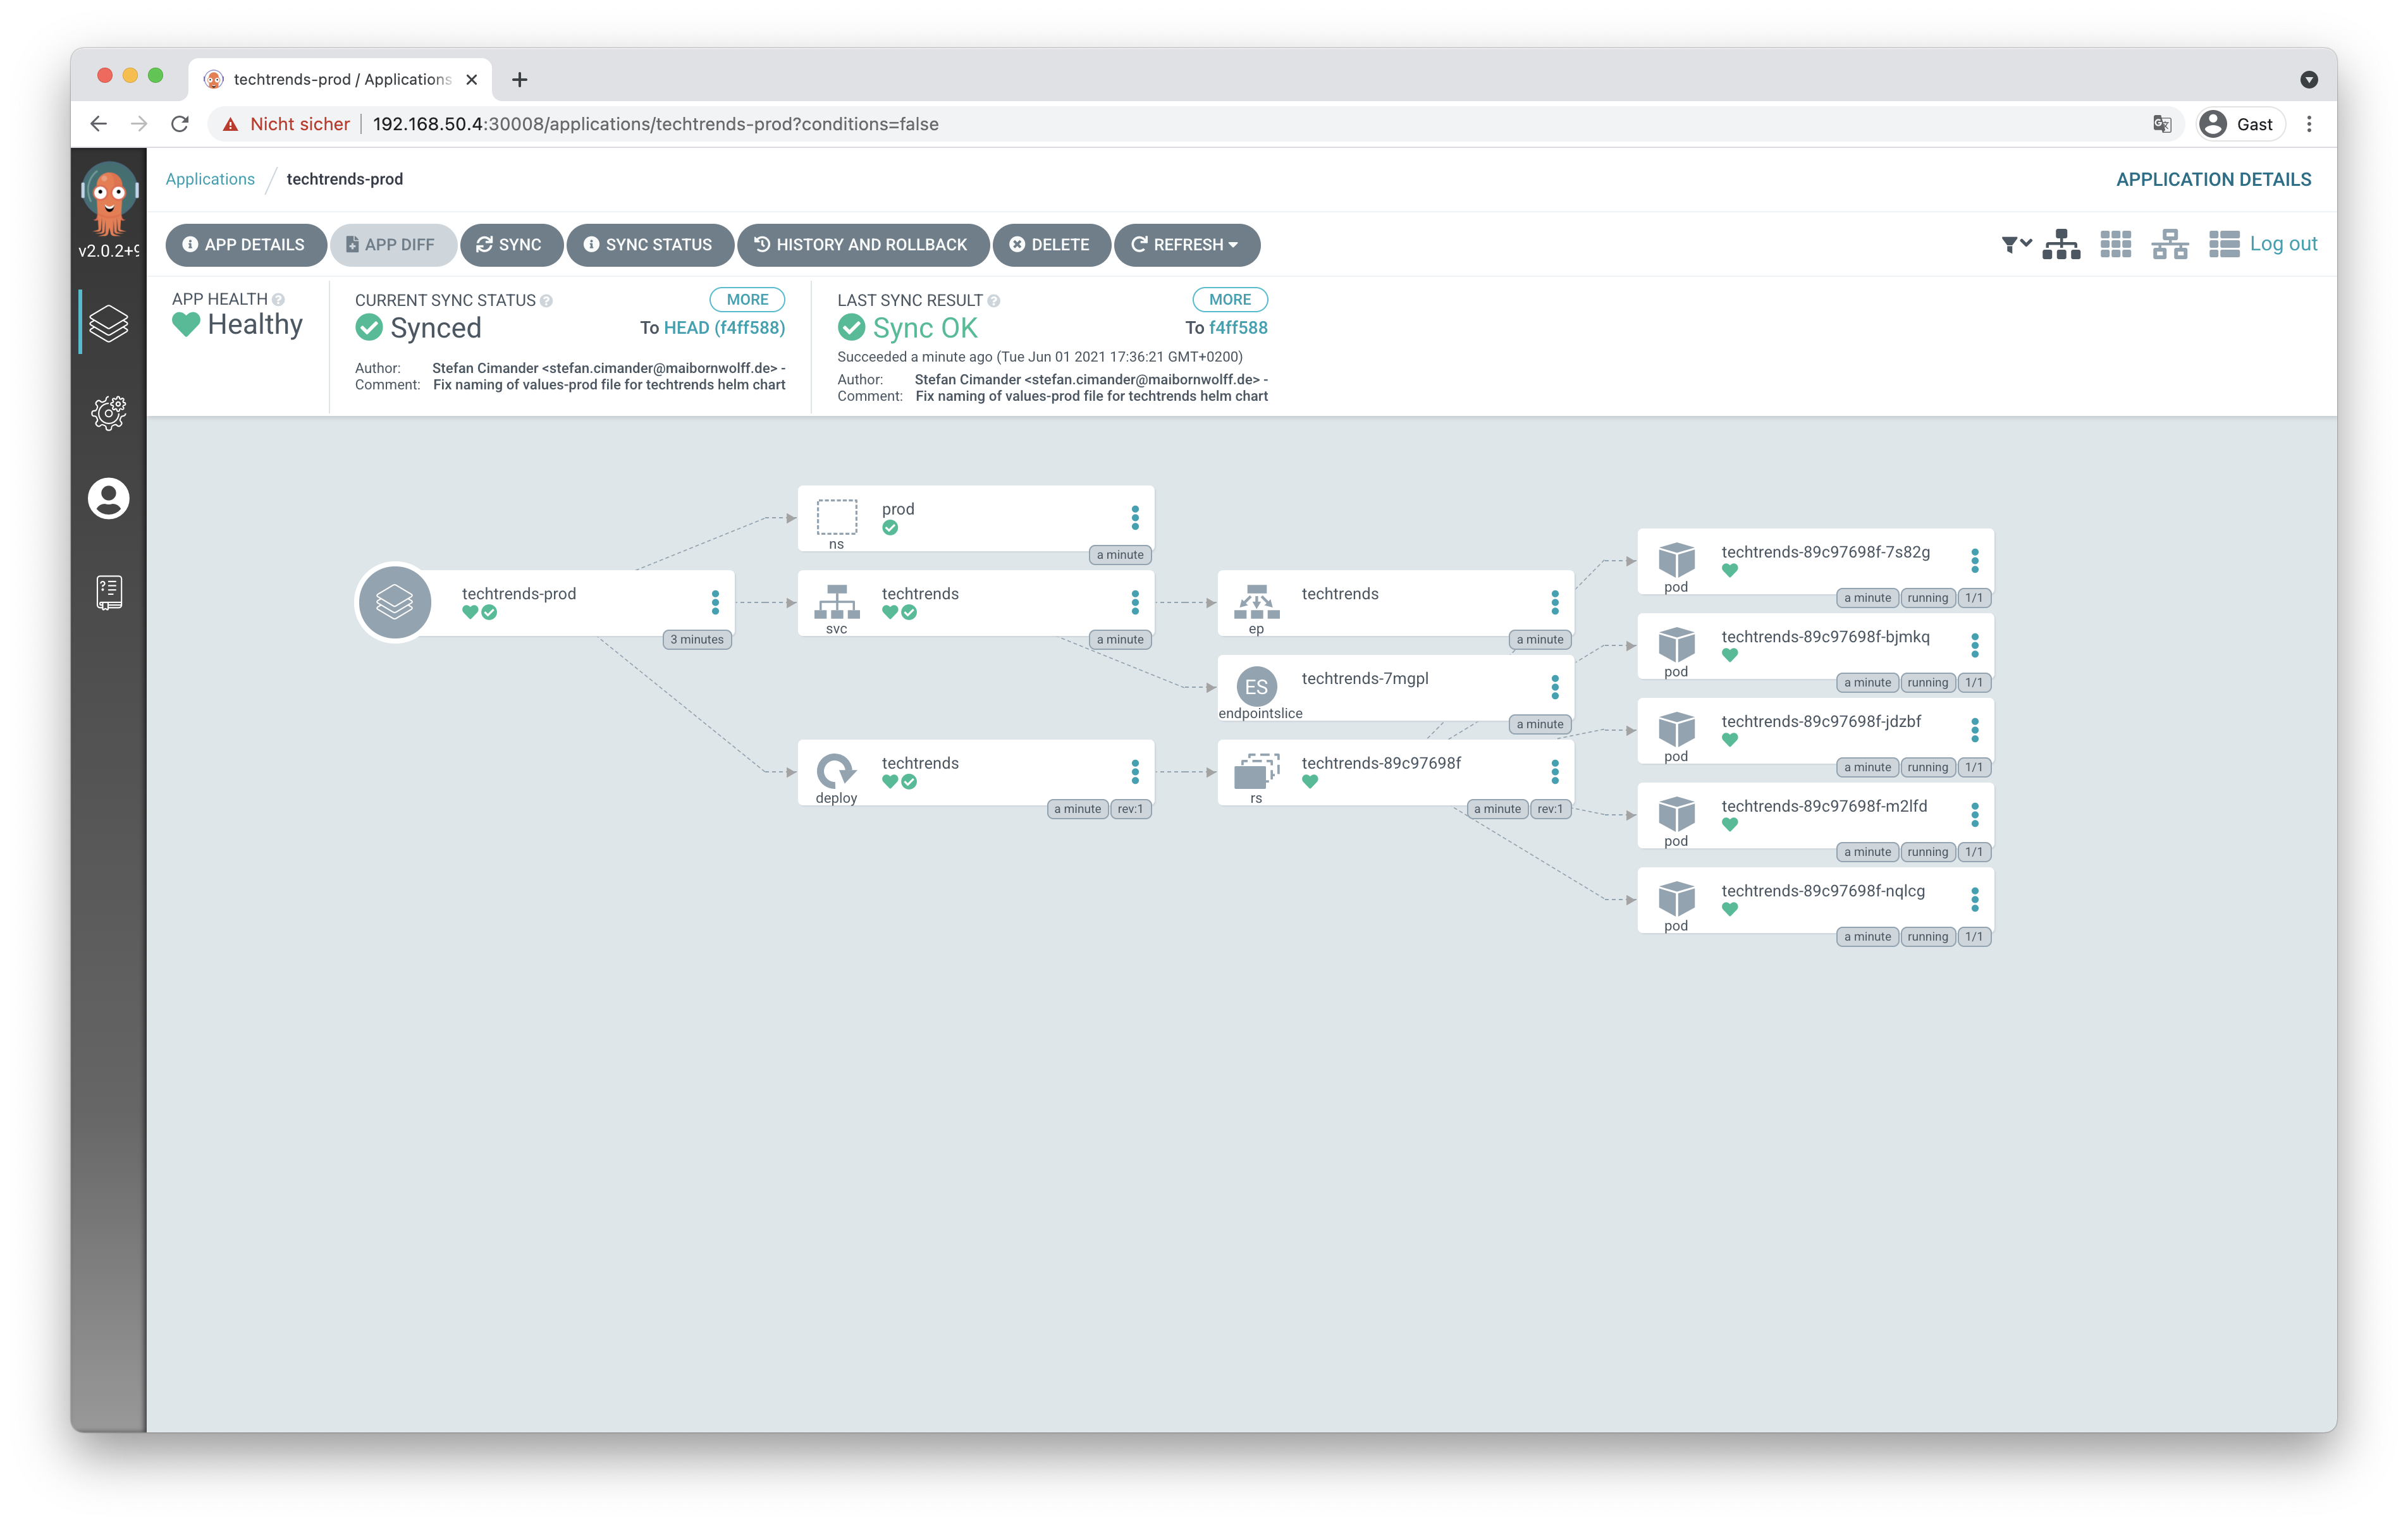 techtrends-prod / Applications
Nicht sicher | 192.168.50.4:30008/applications/techtrends-prod?conditions=false
Gast
v2.0.2+9
Applications / techtrends-prod
APPLICATION DETAILS
APP DETAILS
APP DIFF
SYNC
SYNC STATUS
HISTORY AND ROLLBACK
DELETE
REFRESH
Log out
APP HEALTH
Healthy
CURRENT SYNC STATUS
MORE
Synced
To HEAD (f4ff588)
Author: Stefan Cimander <stefan.cimander@maibornwolff.de> -
Comment: Fix naming of values-prod file for techtrends helm chart
LAST SYNC RESULT
MORE
Sync OK
To f4ff588
Succeeded a minute ago (Tue Jun 01 2021 17:36:21 GMT+0200)
Author: Stefan Cimander <stefan.cimander@maibornwolff.de> -
Comment: Fix naming of values-prod file for techtrends helm chart
techtrends-prod
3 minutes
prod
ns
a minute
techtrends
svc
a minute
techtrends
deploy
a minute rev:1
techtrends
ep
a minute
ES
techtrends-7mgpl
endpointslice
a minute
techtrends-89c97698f
rs
a minute rev:1
techtrends-89c97698f-7s82g
pod
a minute running 1/1
techtrends-89c97698f-bjmkq
pod
a minute running 1/1
techtrends-89c97698f-jdzbf
pod
a minute running 1/1
techtrends-89c97698f-m2lfd
pod
a minute running 1/1
techtrends-89c97698f-nqlcg
pod
a minute running 1/1